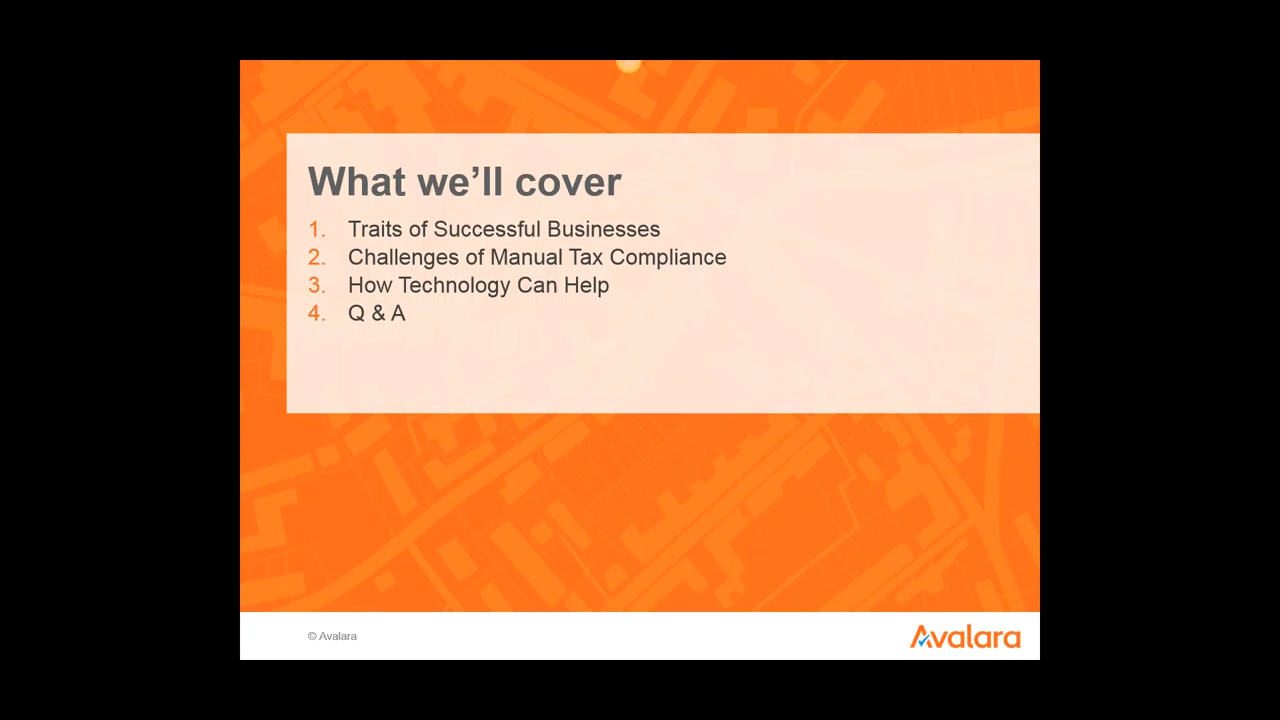 What we’ll cover
1. Traits of Successful Businesses
2. Challenges of Manual Tax Compliance
3. How Technology Can Help
4. Q & A
© Avalara
Avalara